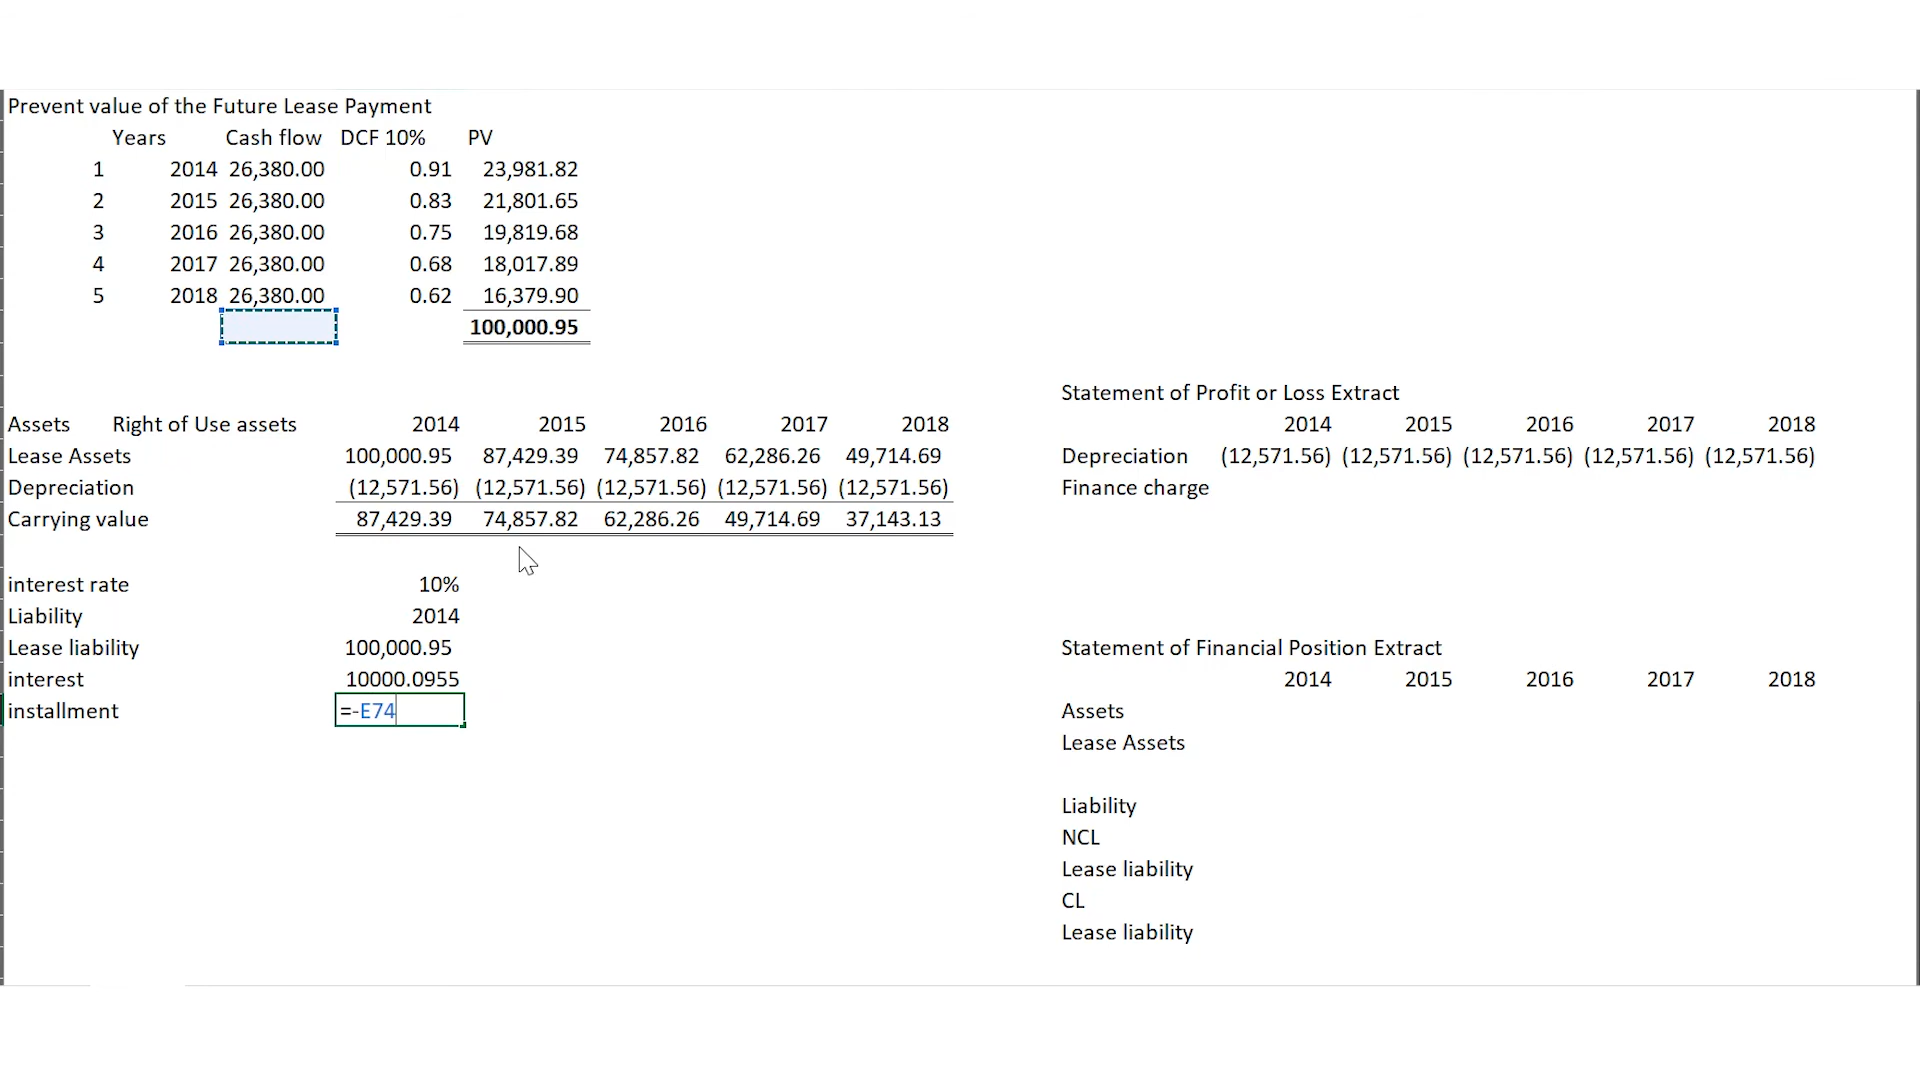 Prevent value of the Future Lease Payment
Years Cash flow DCF 10% PV
1 2014 26,380.00 0.91 23,981.82
2 2015 26,380.00 0.83 21,801.65
3 2016 26,380.00 0.75 19,819.68
4 2017 26,380.00 0.68 18,017.89
5 2018 26,380.00 0.62 16,379.90
100,000.95
Statement of Profit or Loss Extract
Assets Right of Use assets 2014 2015 2016 2017 2018 2014 2015 2016 2017 2018
Lease Assets 100,000.95 87,429.39 74,857.82 62,286.26 49,714.69 Depreciation (12,571.56) (12,571.56) (12,571.56) (12,571.56) (12,571.56)
Depreciation (12,571.56) (12,571.56) (12,571.56) (12,571.56) (12,571.56) Finance charge
Carrying value 87,429.39 74,857.82 62,286.26 49,714.69 37,143.13
interest rate 10%
Liability 2014
Lease liability 100,000.95 Statement of Financial Position Extract
interest 10000.0955 2014 2015 2016 2017 2018
installment =-E74 Assets
Lease Assets
Liability
NCL
Lease liability
CL
Lease liability